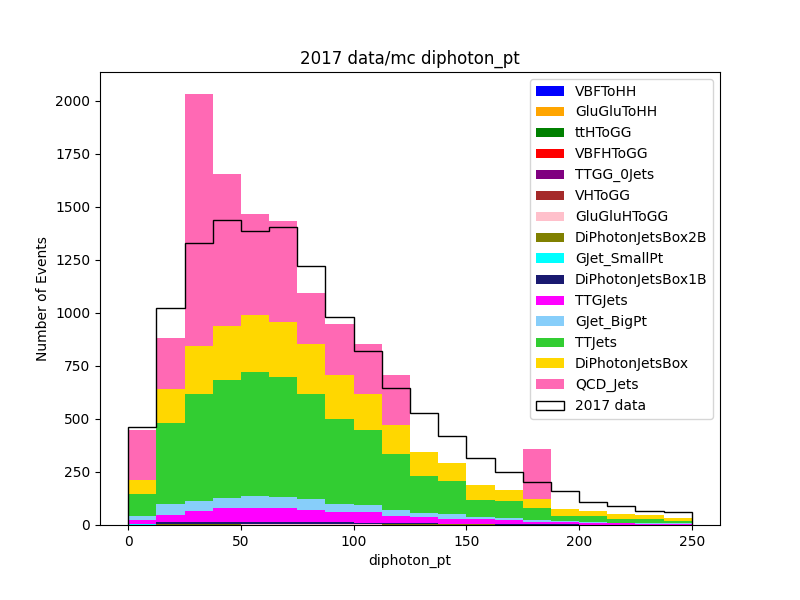 2017 data/mc diphoton_pt
Number of Events
2000
1750
1500
1250
1000
750
500
250
0
0
50
100
150
200
250
diphoton_pt
VBFToHH
GluGluToHH
ttHToGG
VBFHToGG
TTGG_0Jets
VHToGG
GluGluHToGG
DiPhotonJetsBox2B
GJet_SmallPt
DiPhotonJetsBox1B
TTGJets
GJet_BigPt
TTJets
DiPhotonJetsBox
QCD_Jets
2017 data